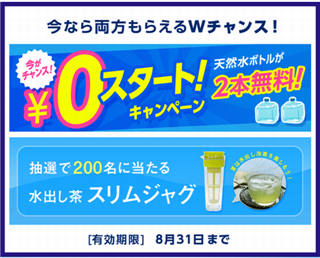 今なら両方もらえるWチャンス！
今が
チャンス！
¥0スタート！
キャンペーン
天然水ボトルが
2本無料！
抽選で200名に当たる
水出し茶 スリムジャグ
[有効期限] 8月31日まで